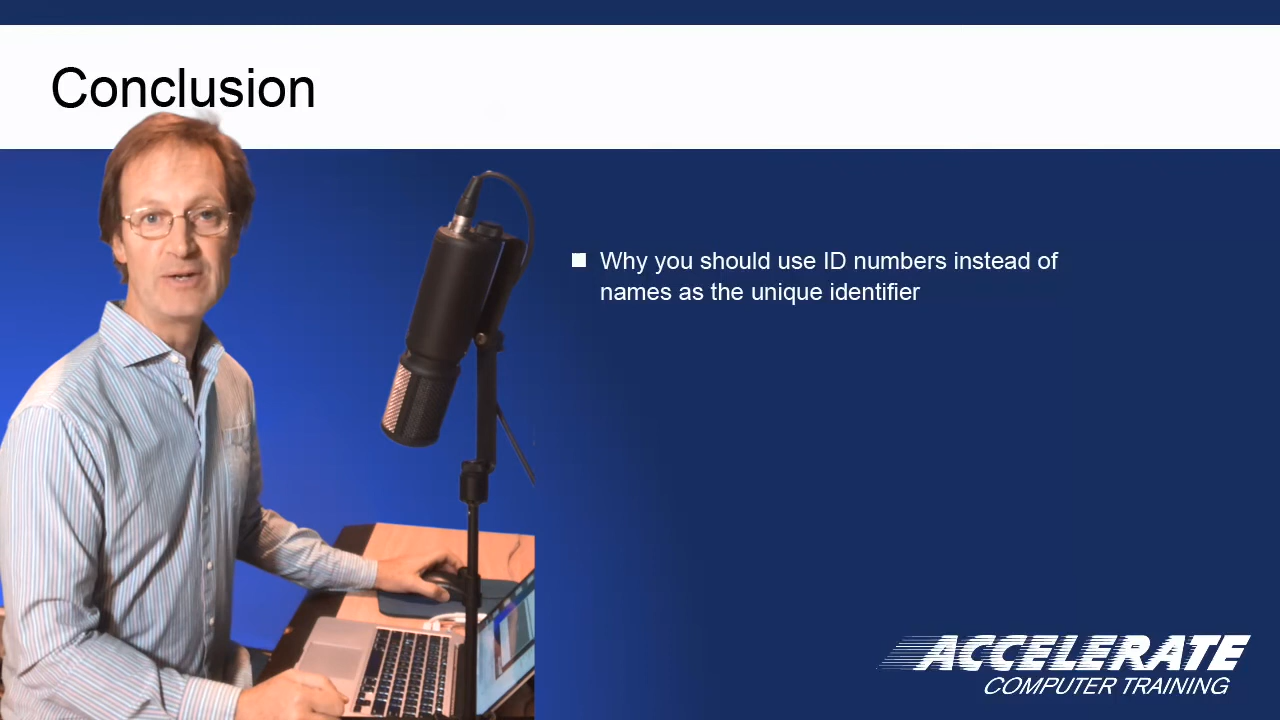 Conclusion
Why you should use ID numbers instead of
names as the unique identifier
ACCELERATE
COMPUTER TRAINING